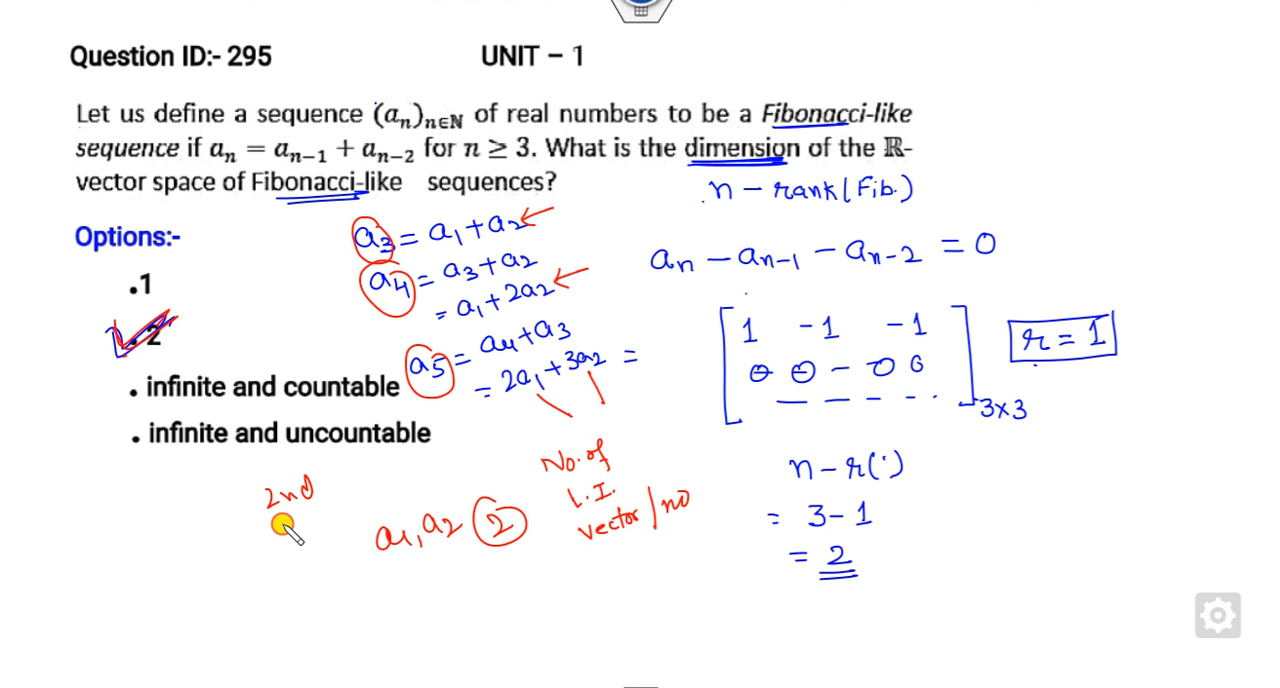 Question ID:- 295 UNIT – 1
Let us define a sequence (aₙ)ₙ∈ℕ of real numbers to be a Fibonacci-like
sequence if aₙ = aₙ₋₁ + aₙ₋₂ for n ≥ 3. What is the dimension of the ℝ-
vector space of Fibonacci-like sequences?
n - rank(Fib.)
Options:-
.1
. 2
. infinite and countable
. infinite and uncountable
a₃ = a₁ + a₂
a₄ = a₃ + a₂
= a₁ + 2a₂
a₅ = a₄ + a₃
= 2a₁ + 3a₂ =
aₙ - aₙ₋₁ - aₙ₋₂ = 0
1 -1 -1
0 0 - 0 0
3×3
r = 1
No. of
L.I.
vector/no
2nd
a₁, a₂ 2
n - r(·)
= 3 - 1
= 2